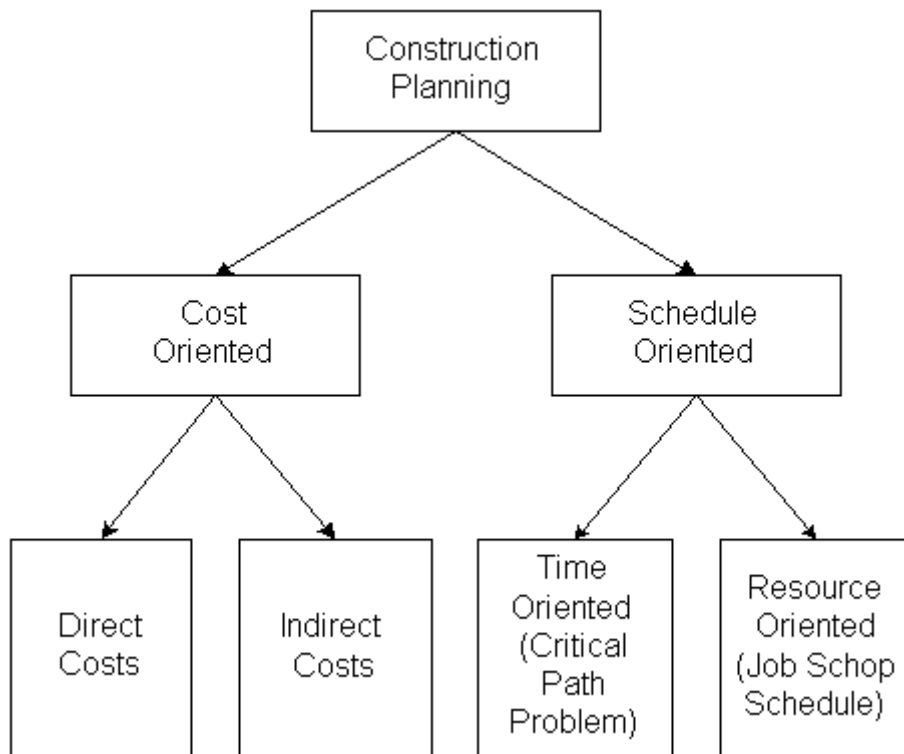 Construction
Planning
Cost
Oriented
Schedule
Oriented
Direct
Costs
Indirect
Costs
Time
Oriented
(Critical
Path
Problem)
Resource
Oriented
(Job Schop
Schedule)